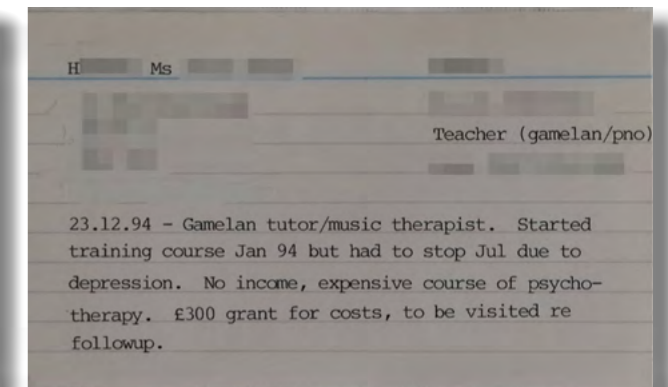 H Ms
Teacher (gamelan/pno)
23.12.94 - Gamelan tutor/music therapist. Started
training course Jan 94 but had to stop Jul due to
depression. No income, expensive course of psycho-
therapy. £300 grant for costs, to be visited re
followup.